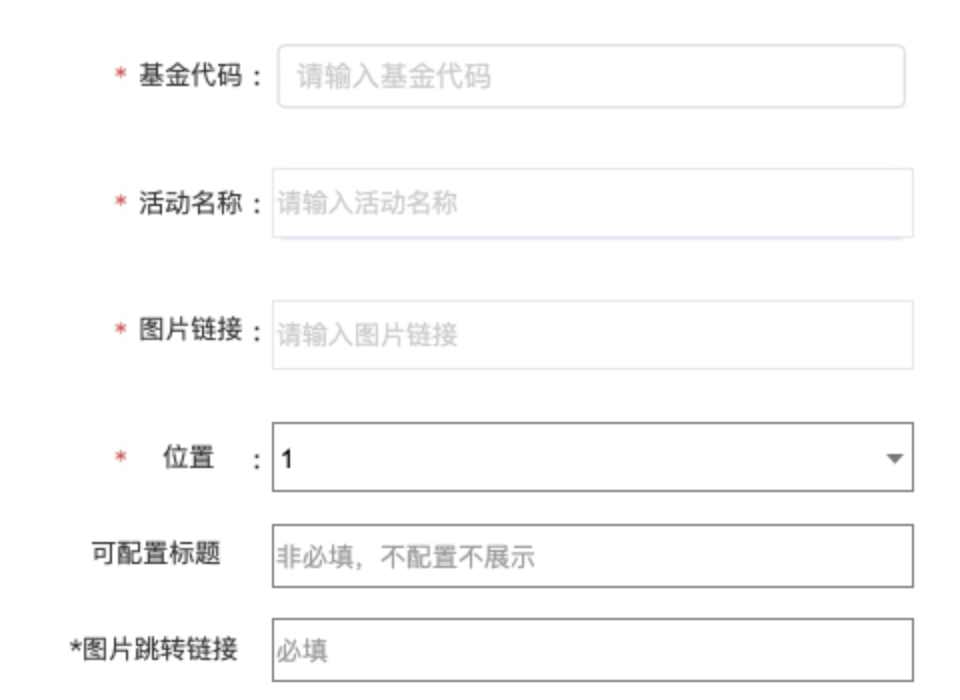 * 基金代码： 请输入基金代码
* 活动名称： 请输入活动名称
* 图片链接： 请输入图片链接
* 位置 ： 1
可配置标题 非必填，不配置不展示
*图片跳转链接 必填